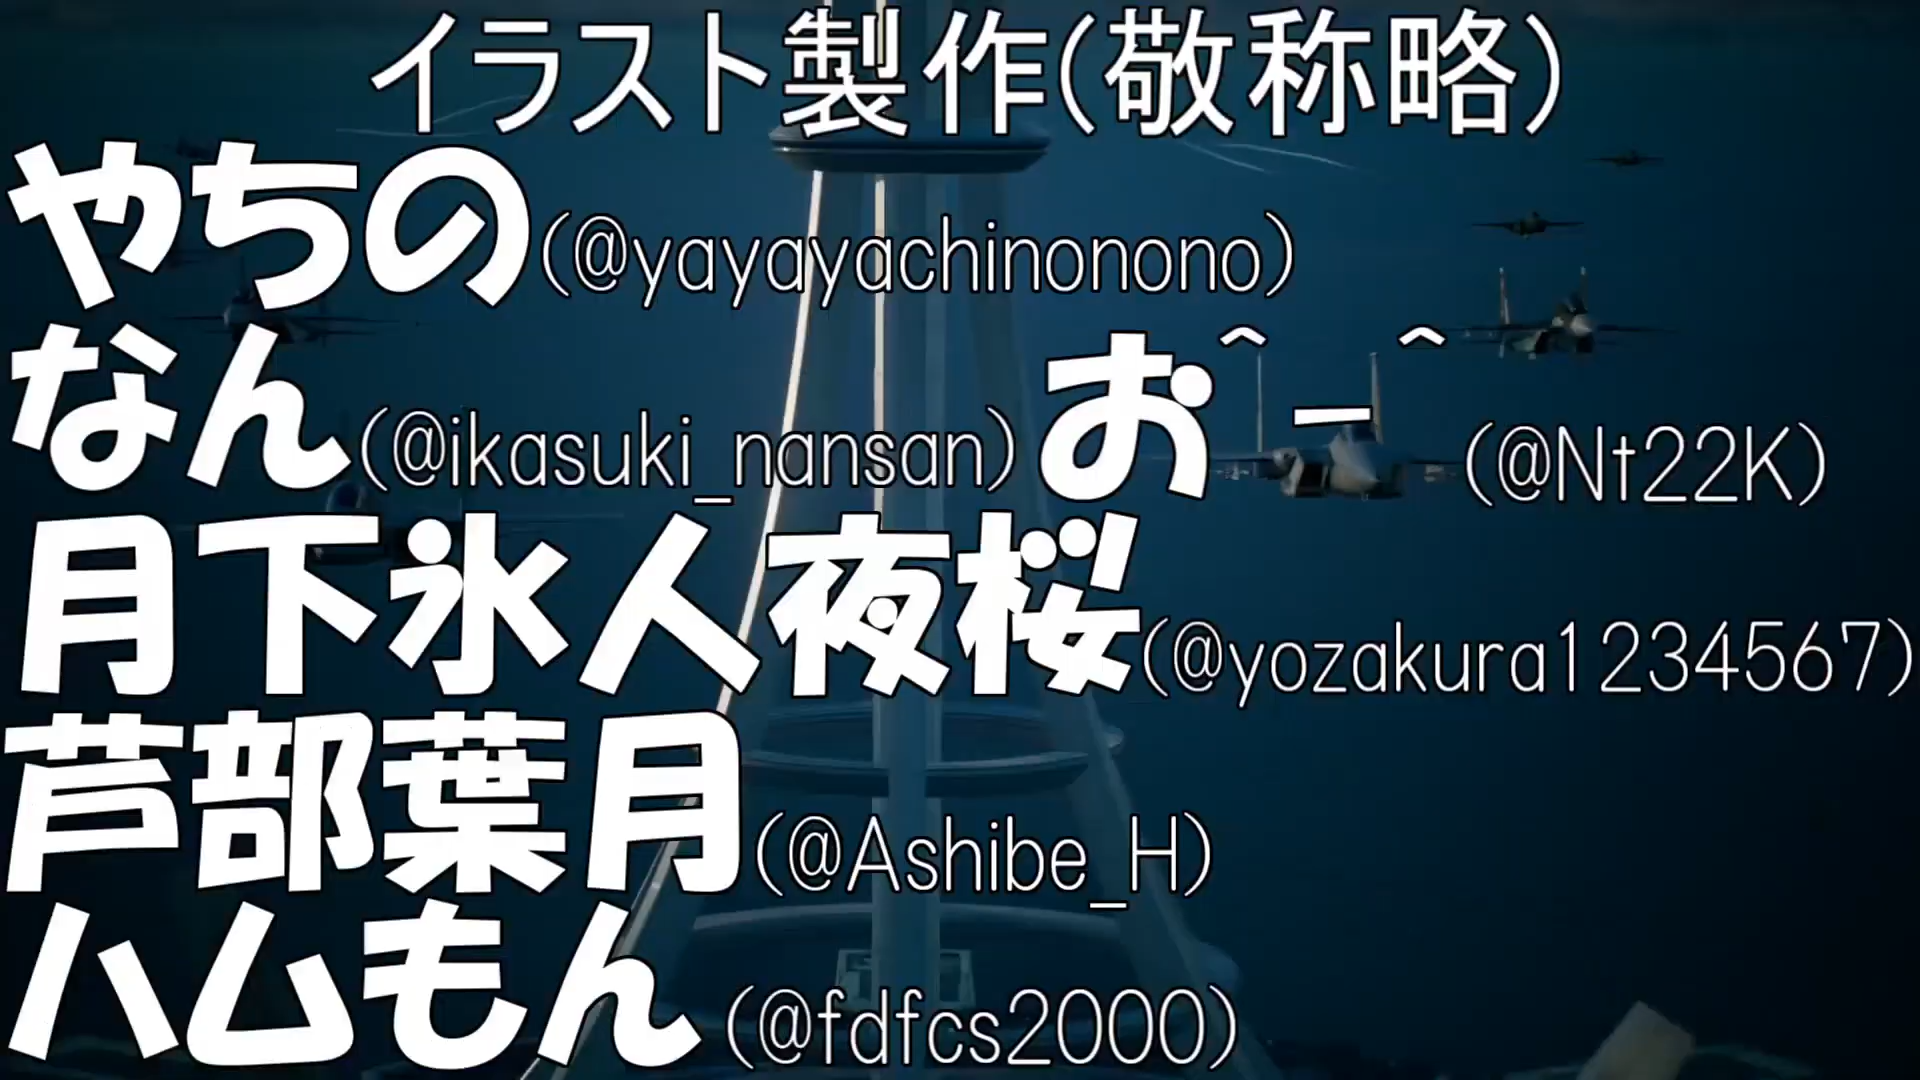 イラスト製作(敬称略)
やちの(@yayayachinonono)
なん(@ikasuki_nansan) お^_^(@Nt22K)
月下氷人夜桜(@yozakura1234567)
芦部葉月(@Ashibe_H)
ハムもん(@fdfcs2000)